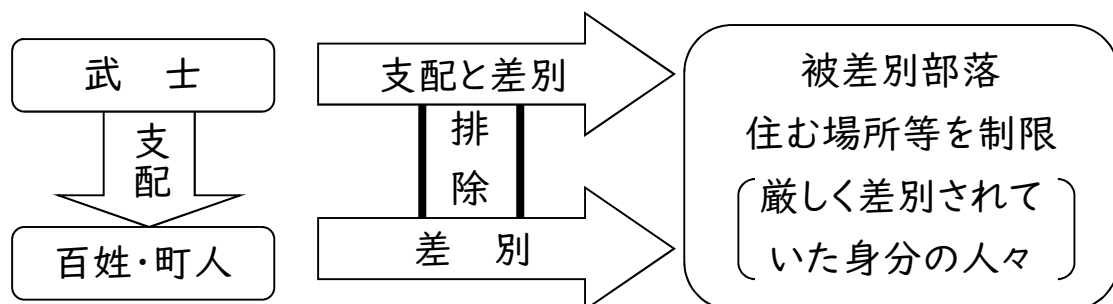 武　士
支配
百姓・町人
支配と差別
排除
差　別
被差別部落
住む場所等を制限
厳しく差別されて
いた身分の人々